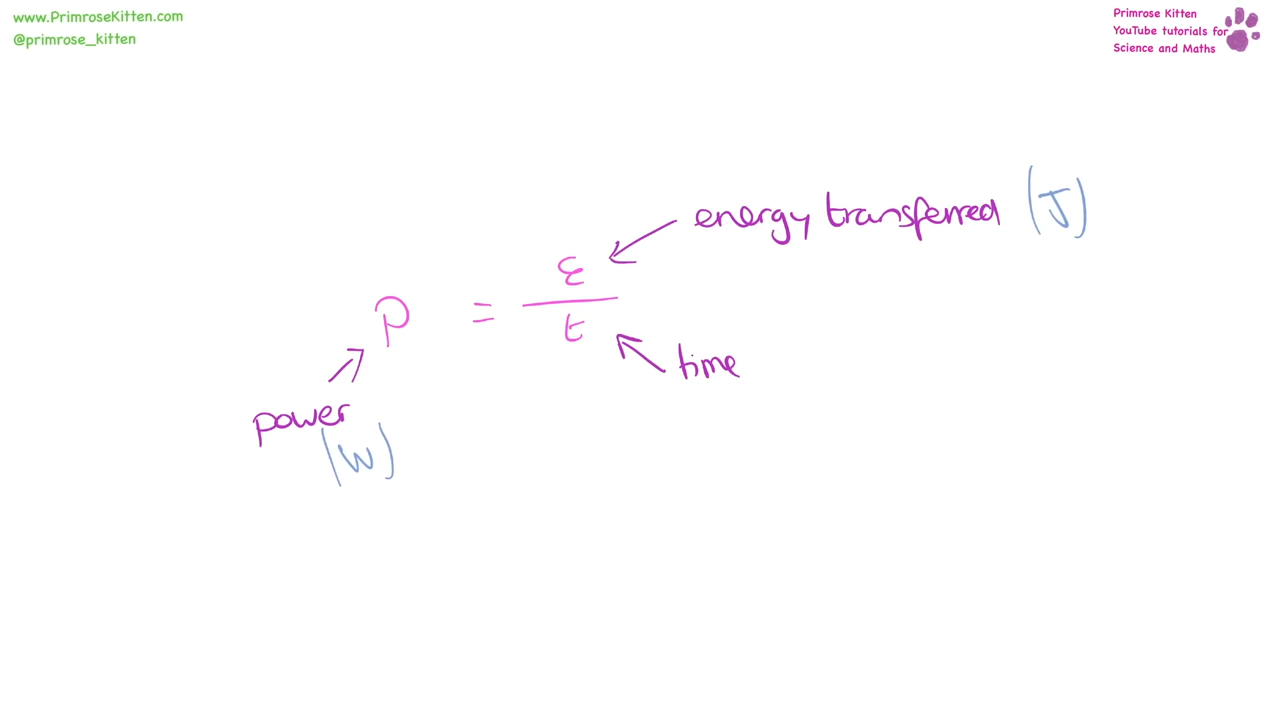 www.PrimroseKitten.com
@primrose_kitten
Primrose Kitten
YouTube tutorials for
Science and Maths
energy transferred (J)
P = E
t
time
power
(W)